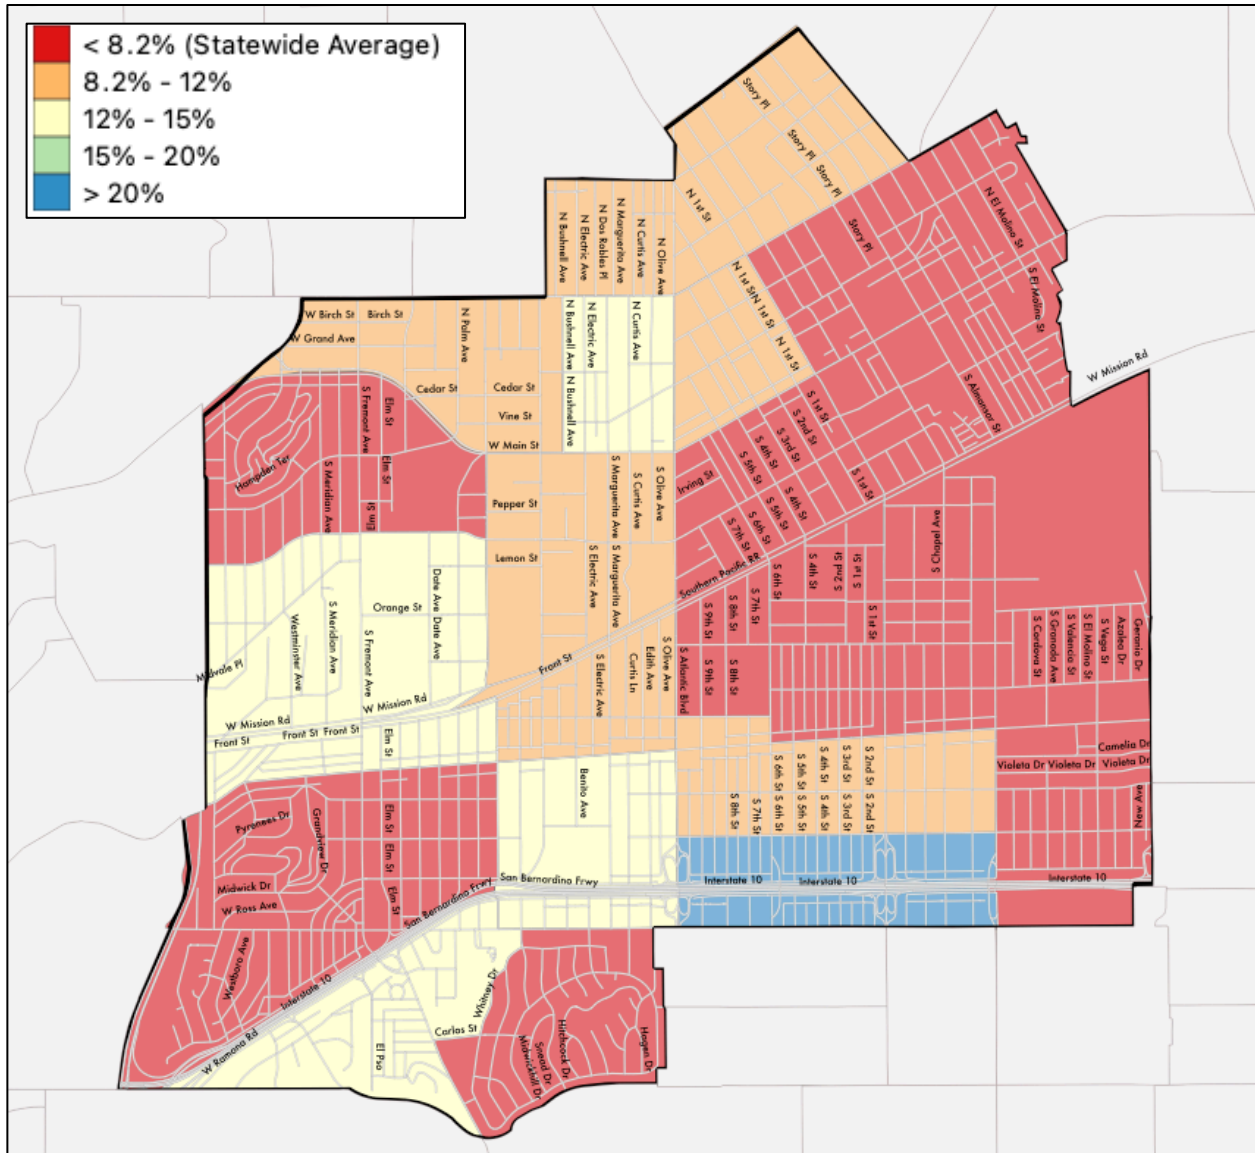 < 8.2% (Statewide Average)
8.2% - 12%
12% - 15%
15% - 20%
> 20%
Story Pl
Story Pl
Story Pl
N 1st St
Story Pl
N El Molino St
S El Molino St
N Bushnell Ave
N Electric Ave
N Dos Robles Pl
N Marguerita Ave
N Curtis Ave
N Olive Ave
N 1st St
N 1st St
N 1st St
W Birch St
Birch St
W Grand Ave
N Palm Ave
N Bushnell Ave
N Electric Ave
N Curtis Ave
N Bushnell Ave
Cedar St
Cedar St
Vine St
W Main St
W Mission Rd
S Almansor St
S Fremont Ave
Elm St
Hampden Ter
S Meridian Ave
Elm St
Elm St
S 1st St
S 2nd St
S 3rd St
S 4th St
S 5th St
S 1st St
Irving St
S 4th St
S 5th St
S 6th St
S 7th St
Pepper St
S Marguerita Ave
S Curtis Ave
S Olive Ave
Lemon St
S Electric Ave
S Marguerita Ave
Southern Pacific RR
S 6th St
S 4th St
S 2nd St
S 1st St
S Chapel Ave
S 7th St
S 8th St
S 9th St
S 1st St
Date Ave
Date Ave
Orange St
Westminster Ave
S Meridian Ave
S Fremont Ave
Midvale Pl
W Mission Rd
W Mission Rd
Front St
Front St
Front St
Elm St
Front St
S Electric Ave
Curtis Ln
Edith Ave
S Olive Ave
S Atlantic Blvd
S 9th St
S 8th St
S Cordova St
S Granada Ave
S Valencia St
S El Molino St
S Vega St
Azalea Dr
Geranio Dr
Camelia Dr
Violeta Dr
Violeta Dr
Violeta Dr
New Ave
S 6th St
S 5th St
S 4th St
S 3rd St
S 2nd St
S 8th St
S 7th St
S 6th St
S 5th St
S 4th St
S 3rd St
S 2nd St
Benito Ave
Pyrenees Dr
Grandview Dr
Elm St
Elm St
Elm St
Midwick Dr
W Ross Ave
San Bernardino Frwy
San Bernardino Frwy
Interstate 10
Interstate 10
Interstate 10
Westboro Ave
Interstate 10
W Ramona Rd
Whitney Dr
Carlos St
El Pso
Midwickhill Dr
Snead Dr
Hitchcock Dr
Hagen Dr